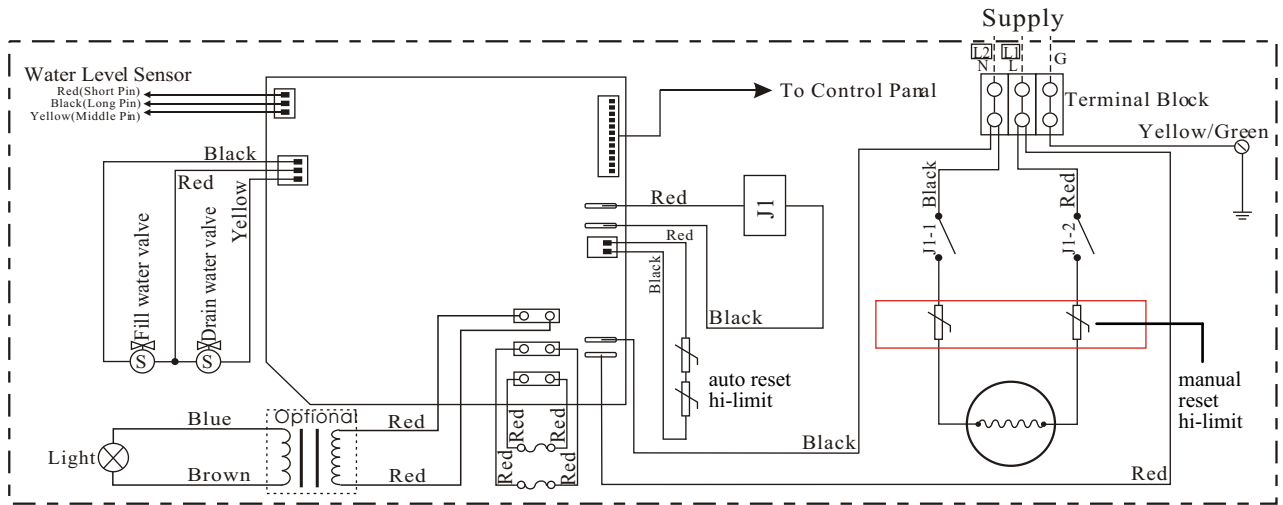 Supply
L2
L1
N
L
G
Water Level Sensor
Red(Short Pin)
Black(Long Pin)
Yellow(Middle Pin)
To Control Panal
Terminal Block
Yellow/Green
Black
Red
Yellow
Fill water valve
Drain water valve
S
S
Red
J1
Red
Black
Black
Black
Red
J1-1
J1-2
auto reset
hi-limit
manual
reset
hi-limit
Optional
Blue
Brown
Light
Red
Red
Red
Red
Red
Red
Black
Red